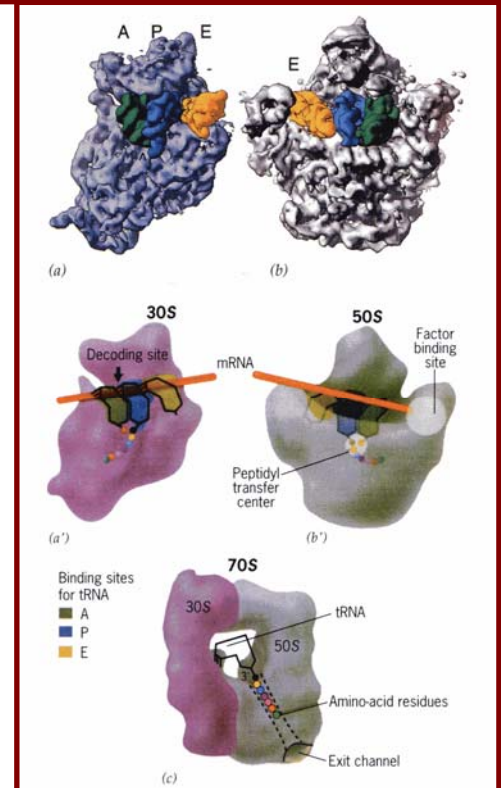 A P E
E
(a)
(b)
30S
50S
Decoding site
mRNA
Factor
binding
site
Peptidyl
transfer
center
(a')
(b')
70S
Binding sites
for tRNA
A
P
E
30S
50S
tRNA
3'
Amino-acid residues
Exit channel
(c)